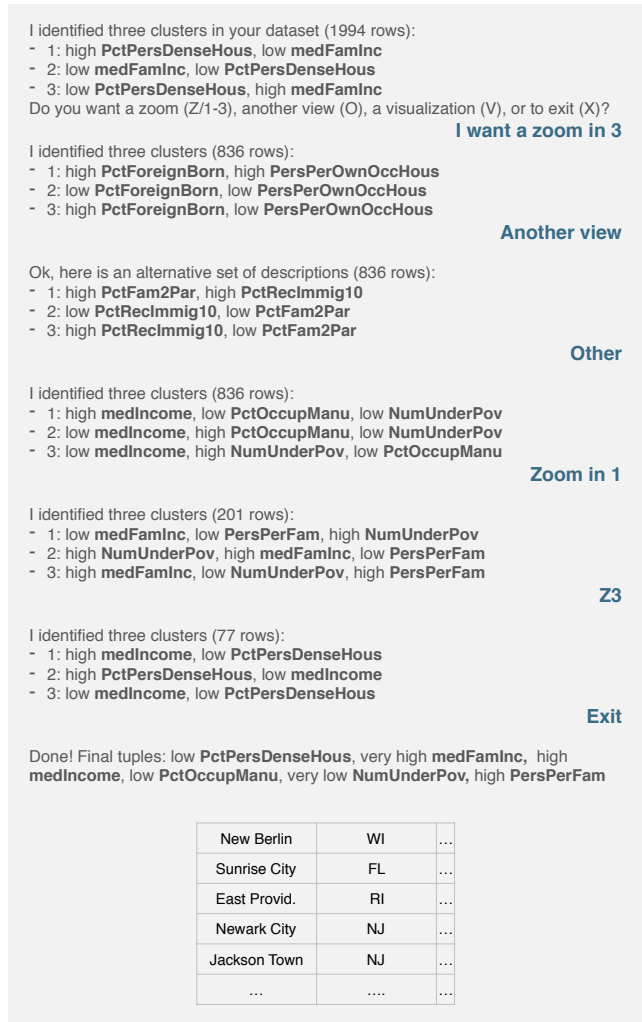 I identified three clusters in your dataset (1994 rows):
- 1: high PctPersDenseHous, low medFamInc
- 2: low medFamInc, low PctPersDenseHous
- 3: low PctPersDenseHous, high medFamInc
Do you want a zoom (Z/1-3), another view (O), a visualization (V), or to exit (X)?
I want a zoom in 3
I identified three clusters (836 rows):
- 1: high PctForeignBorn, high PersPerOwnOccHous
- 2: low PctForeignBorn, low PersPerOwnOccHous
- 3: high PctForeignBorn, low PersPerOwnOccHous
Another view
Ok, here is an alternative set of descriptions (836 rows):
- 1: high PctFam2Par, high PctRecImmig10
- 2: low PctRecImmig10, low PctFam2Par
- 3: high PctRecImmig10, low PctFam2Par
Other
I identified three clusters (836 rows):
- 1: high medIncome, low PctOccupManu, low NumUnderPov
- 2: low medIncome, high PctOccupManu, low NumUnderPov
- 3: low medIncome, high NumUnderPov, low PctOccupManu
Zoom in 1
I identified three clusters (201 rows):
- 1: low medFamInc, low PersPerFam, high NumUnderPov
- 2: high NumUnderPov, high medFamInc, low PersPerFam
- 3: high medFamInc, low NumUnderPov, high PersPerFam
Z3
I identified three clusters (77 rows):
- 1: high medIncome, low PctPersDenseHous
- 2: high PctPersDenseHous, low medIncome
- 3: low medIncome, low PctPersDenseHous
Exit
Done! Final tuples: low PctPersDenseHous, very high medFamInc, high
medIncome, low PctOccupManu, very low NumUnderPov, high PersPerFam
New Berlin WI ...
Sunrise City FL ...
East Provid. RI ...
Newark City NJ ...
Jackson Town NJ ...
... .... ...